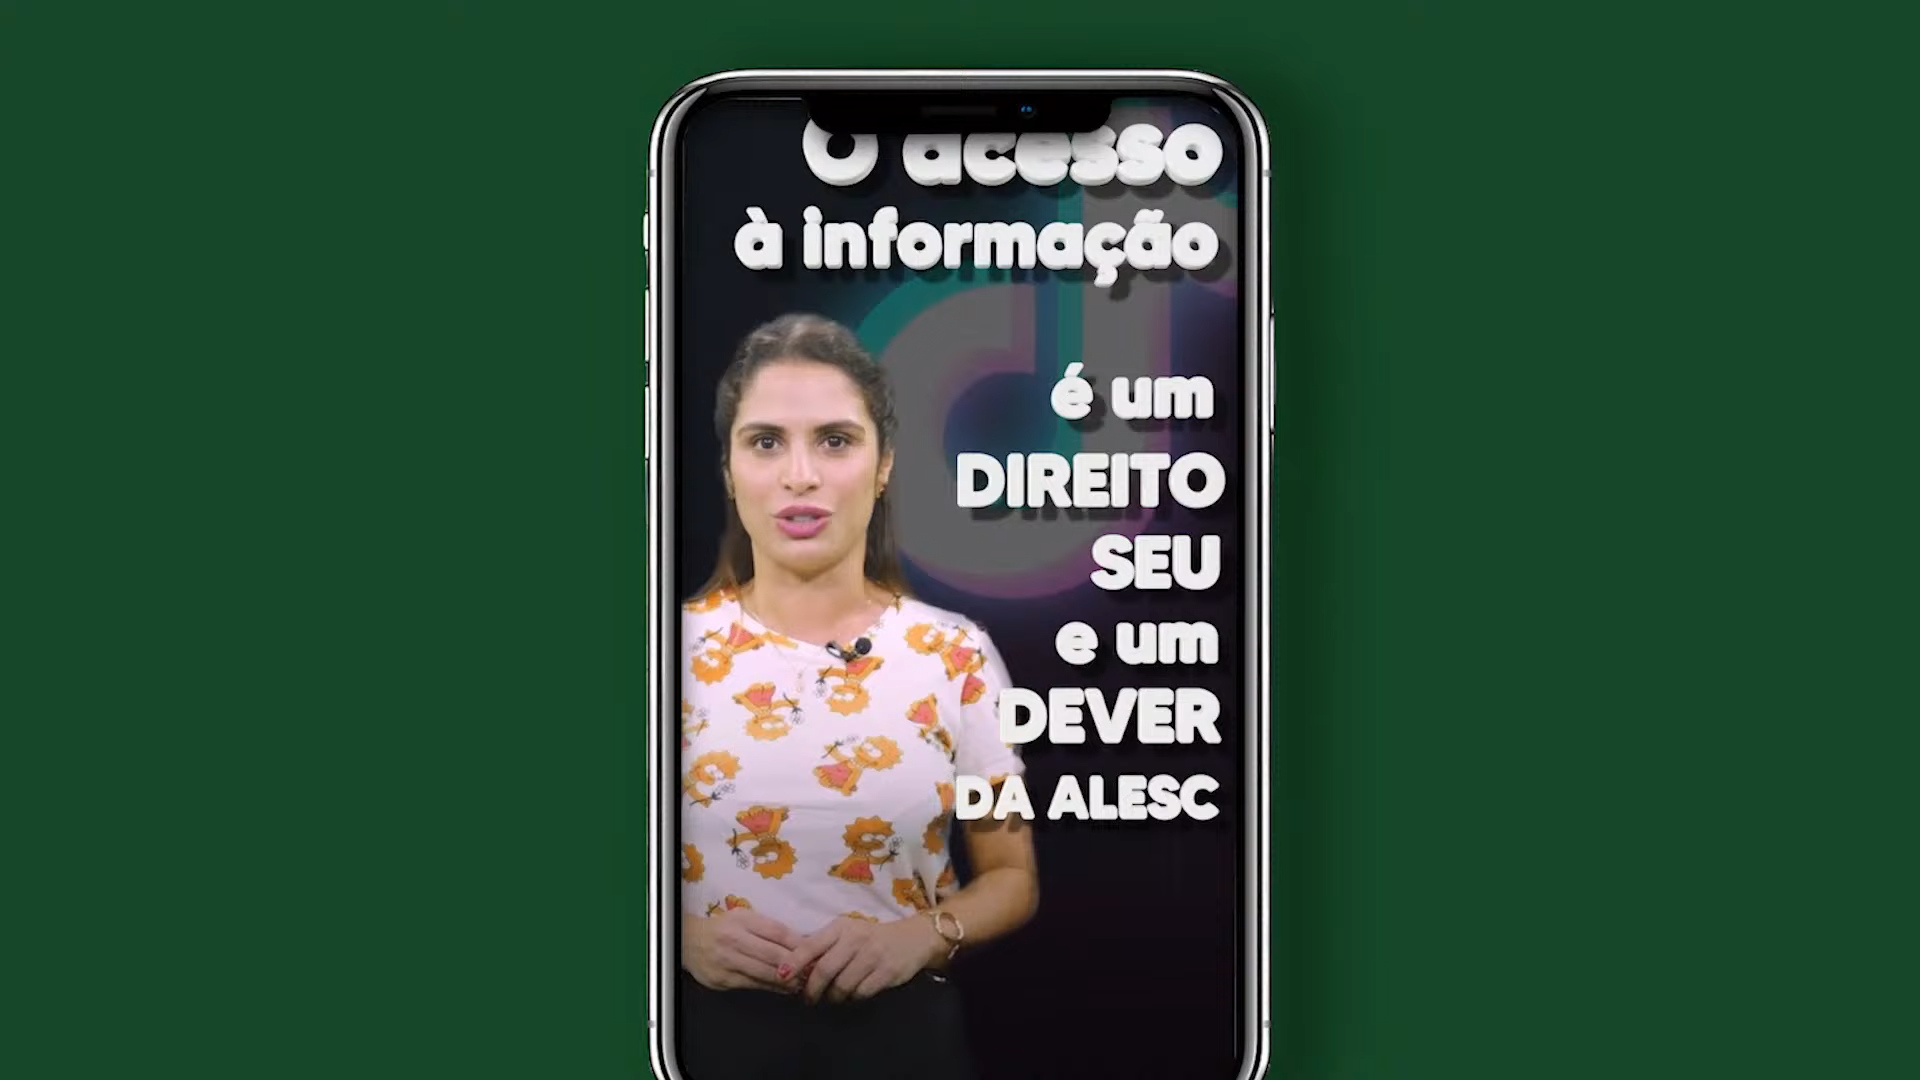 O acesso
à informação
é um
DIREITO
SEU
e um
DEVER
DA ALESC